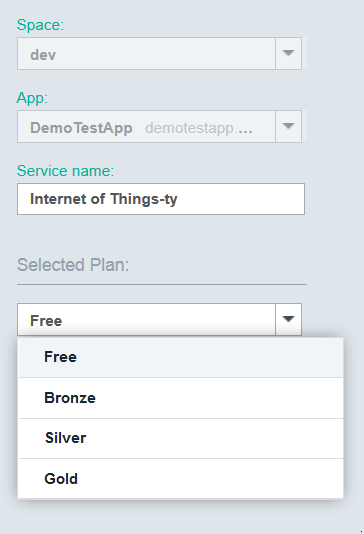 Space:
dev
App:
DemoTestApp demotestapp....
Service name:
Internet of Things-ty
Selected Plan:
Free
Free
Bronze
Silver
Gold